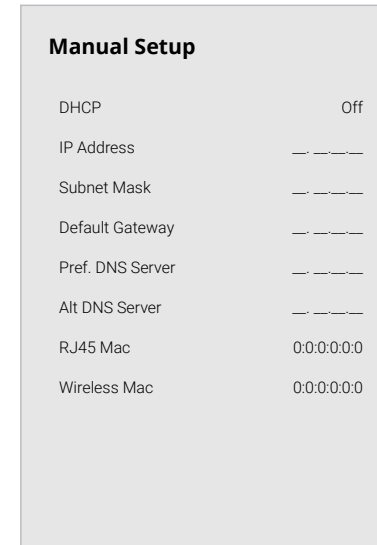 Manual Setup
DHCP Off
IP Address __. __.__.__
Subnet Mask __. __.__.__
Default Gateway __. __.__.__
Pref. DNS Server __. __.__.__
Alt DNS Server __. __.__.__
RJ45 Mac 0:0:0:0:0:0
Wireless Mac 0:0:0:0:0:0